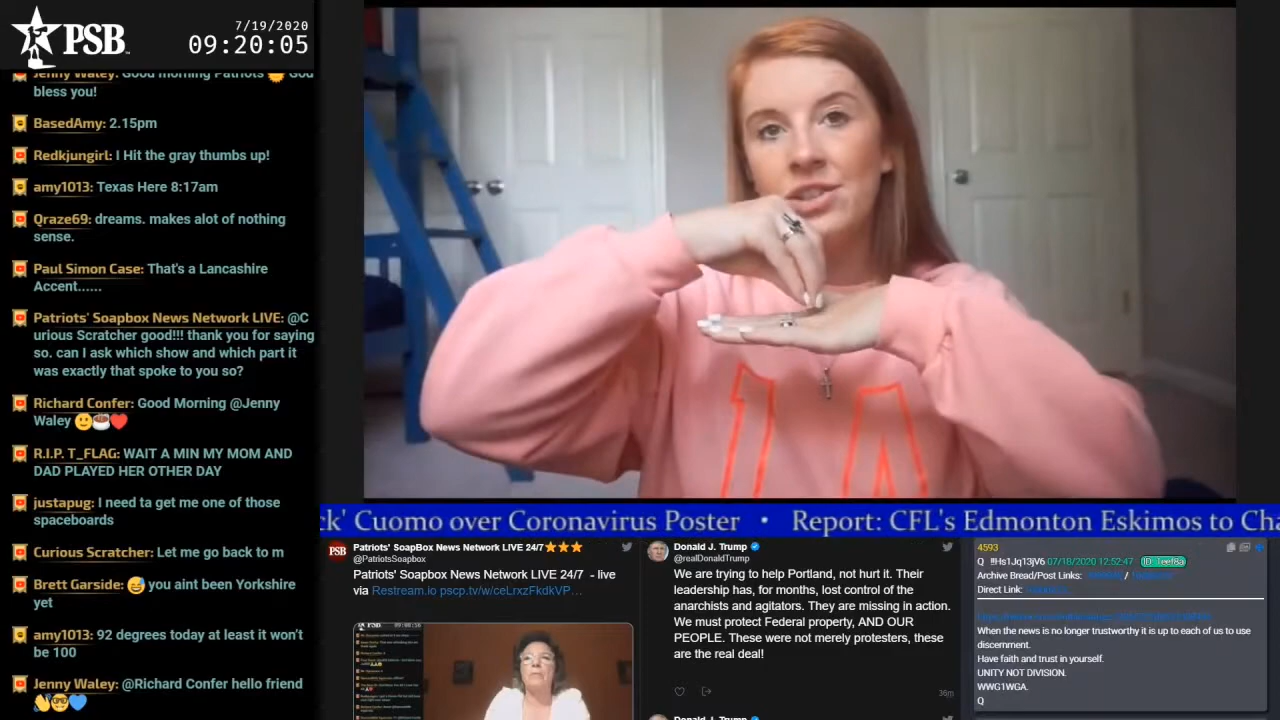 PSB
7/19/2020
09:20:05
Jenny Waley: Good morning Patriots 🌞 God
bless you!
BasedAmy: 2.15pm
Redkjungirl: I Hit the gray thumbs up!
amy1013: Texas Here 8:17am
Qraze69: dreams. makes alot of nothing
sense.
Paul Simon Case: That's a Lancashire
Accent......
Patriots' Soapbox News Network LIVE: @C
urious Scratcher good!!! thank you for saying
so. can I ask which show and which part it
was exactly that spoke to you so?
Richard Confer: Good Morning @Jenny
Waley 🙂☕❤️
R.I.P. T_FLAG: WAIT A MIN MY MOM AND
DAD PLAYED HER OTHER DAY
justapug: I need ta get me one of those
spaceboards
Curious Scratcher: Let me go back to m
Brett Garside: 😅 you aint been Yorkshire
yet
amy1013: 92 degrees today at least it won't
be 100
Jenny Waley: @Richard Confer hello friend
👋🤓💙
LA
ck' Cuomo over Coronavirus Poster • Report: CFL's Edmonton Eskimos to Cha
PSB
Patriots' SoapBox News Network LIVE 24/7⭐⭐⭐
@PatriotsSoapbox
Patriots' Soapbox News Network LIVE 24/7 - live
via Restream.io pscp.tv/w/ceLrxzFkdkVP…
Donald J. Trump
@realDonaldTrump
We are trying to help Portland, not hurt it. Their
leadership has, for months, lost control of the
anarchists and agitators. They are missing in action.
We must protect Federal property, AND OUR
PEOPLE. These were not merely protesters, these
are the real deal!
36m
Donald J. Trump
4593
Q !!Hs1Jq13jV6 07/18/2020 12:52:47 ID: 1eef8a
Archive Bread/Post Links: /
Direct Link:
When the news is no longer trustworthy it is up to each of us to use
discernment.
Have faith and trust in yourself.
UNITY NOT DIVISION.
WWG1WGA.
Q